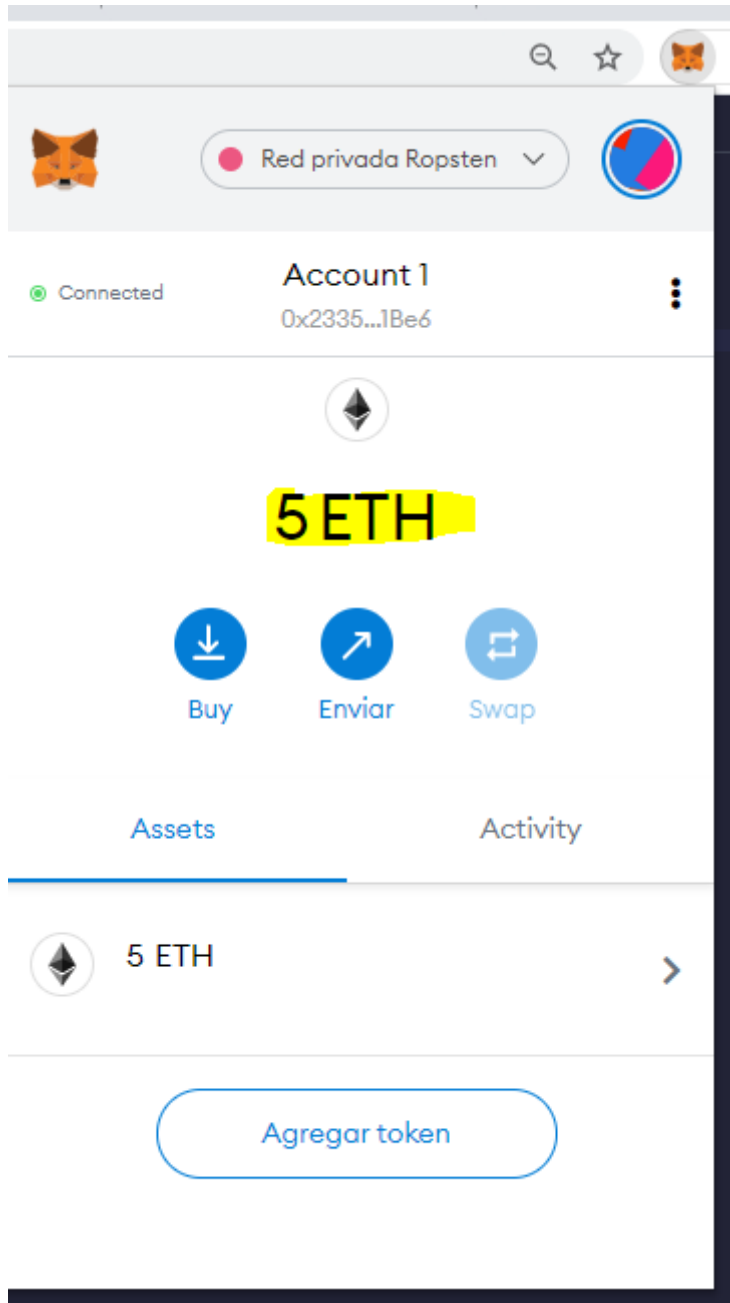 Red privada Ropsten
Connected
Account 1
0x2335...1Be6
5 ETH
Buy
Enviar
Swap
Assets
Activity
5 ETH
Agregar token